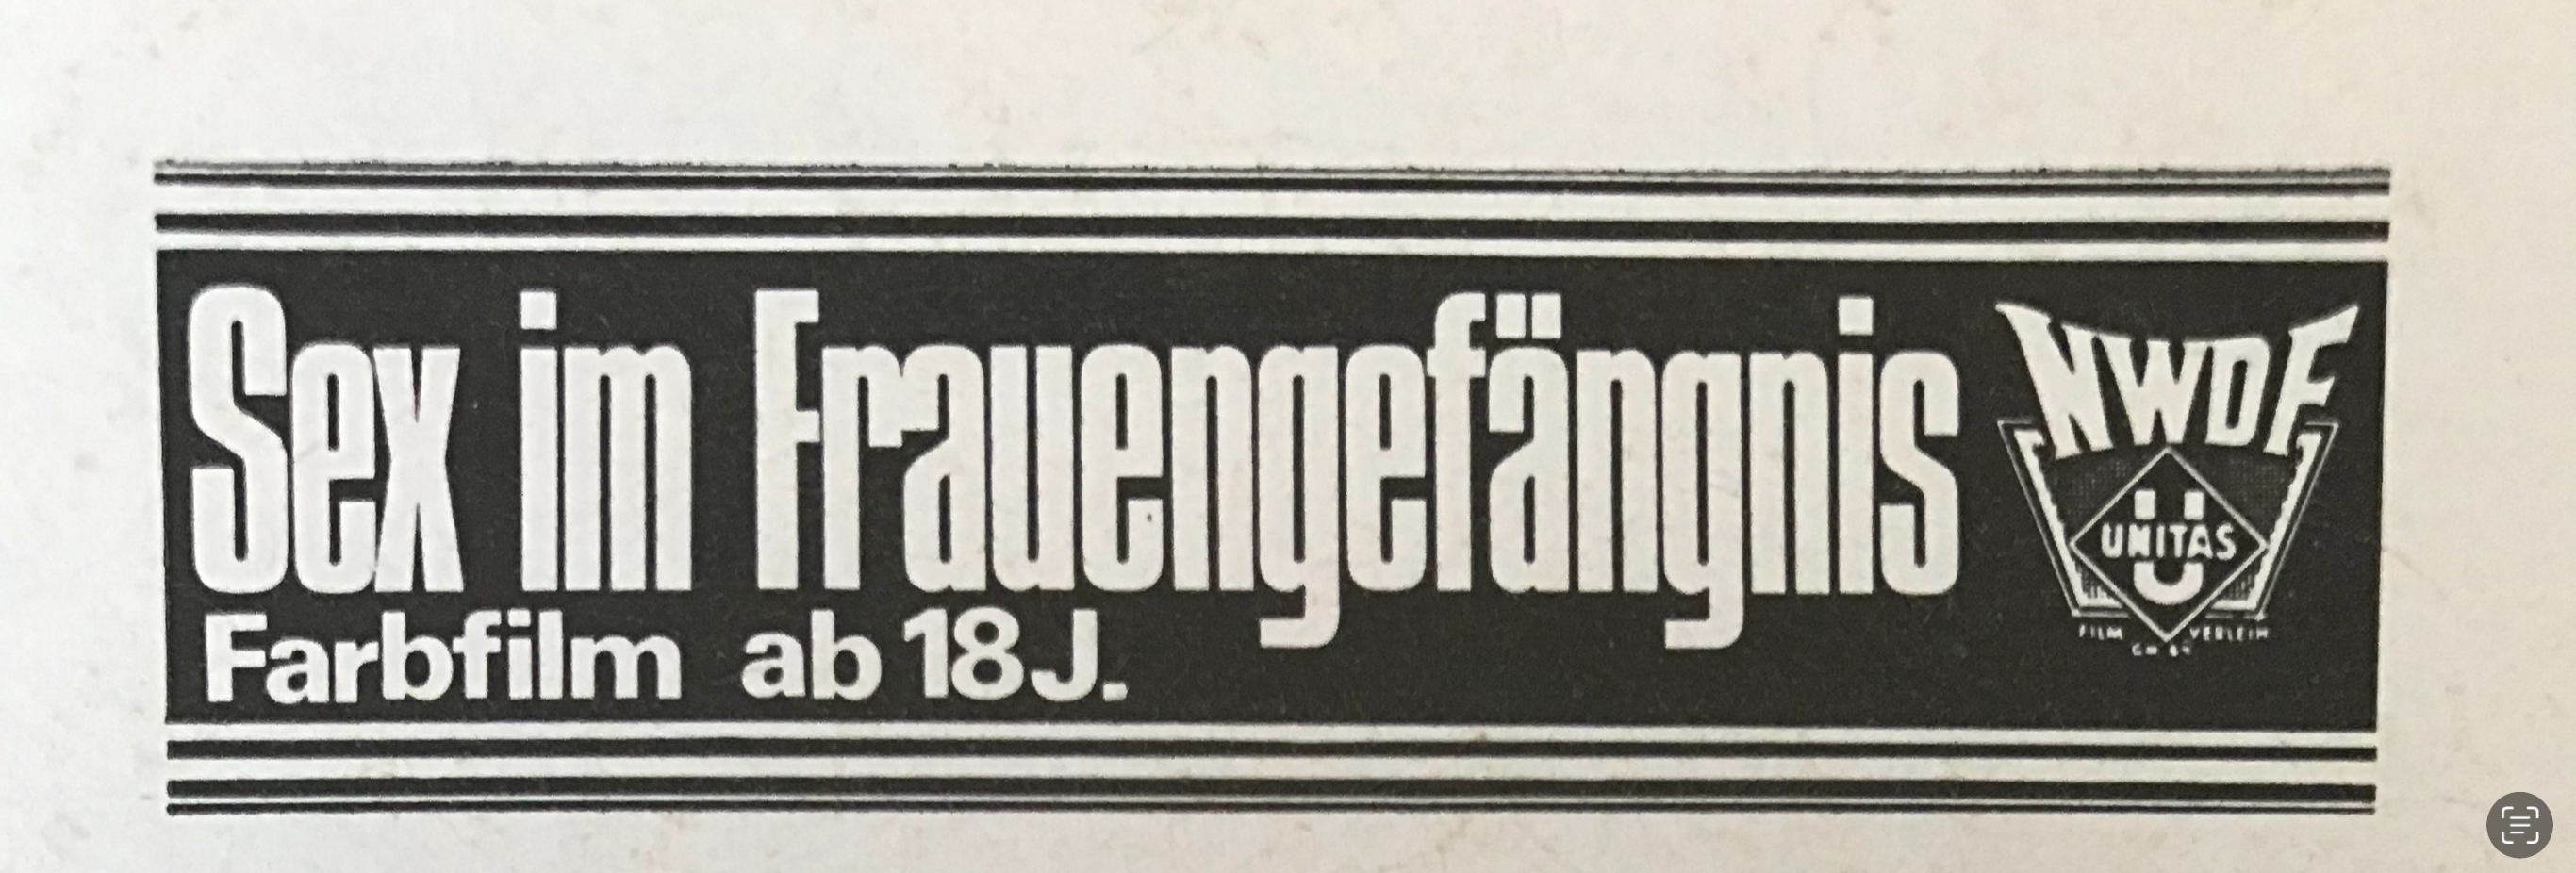 Sex im Frauengefängnis
Farbfilm ab 18 J.
NWDF
UNITAS
FILM VERLEIH